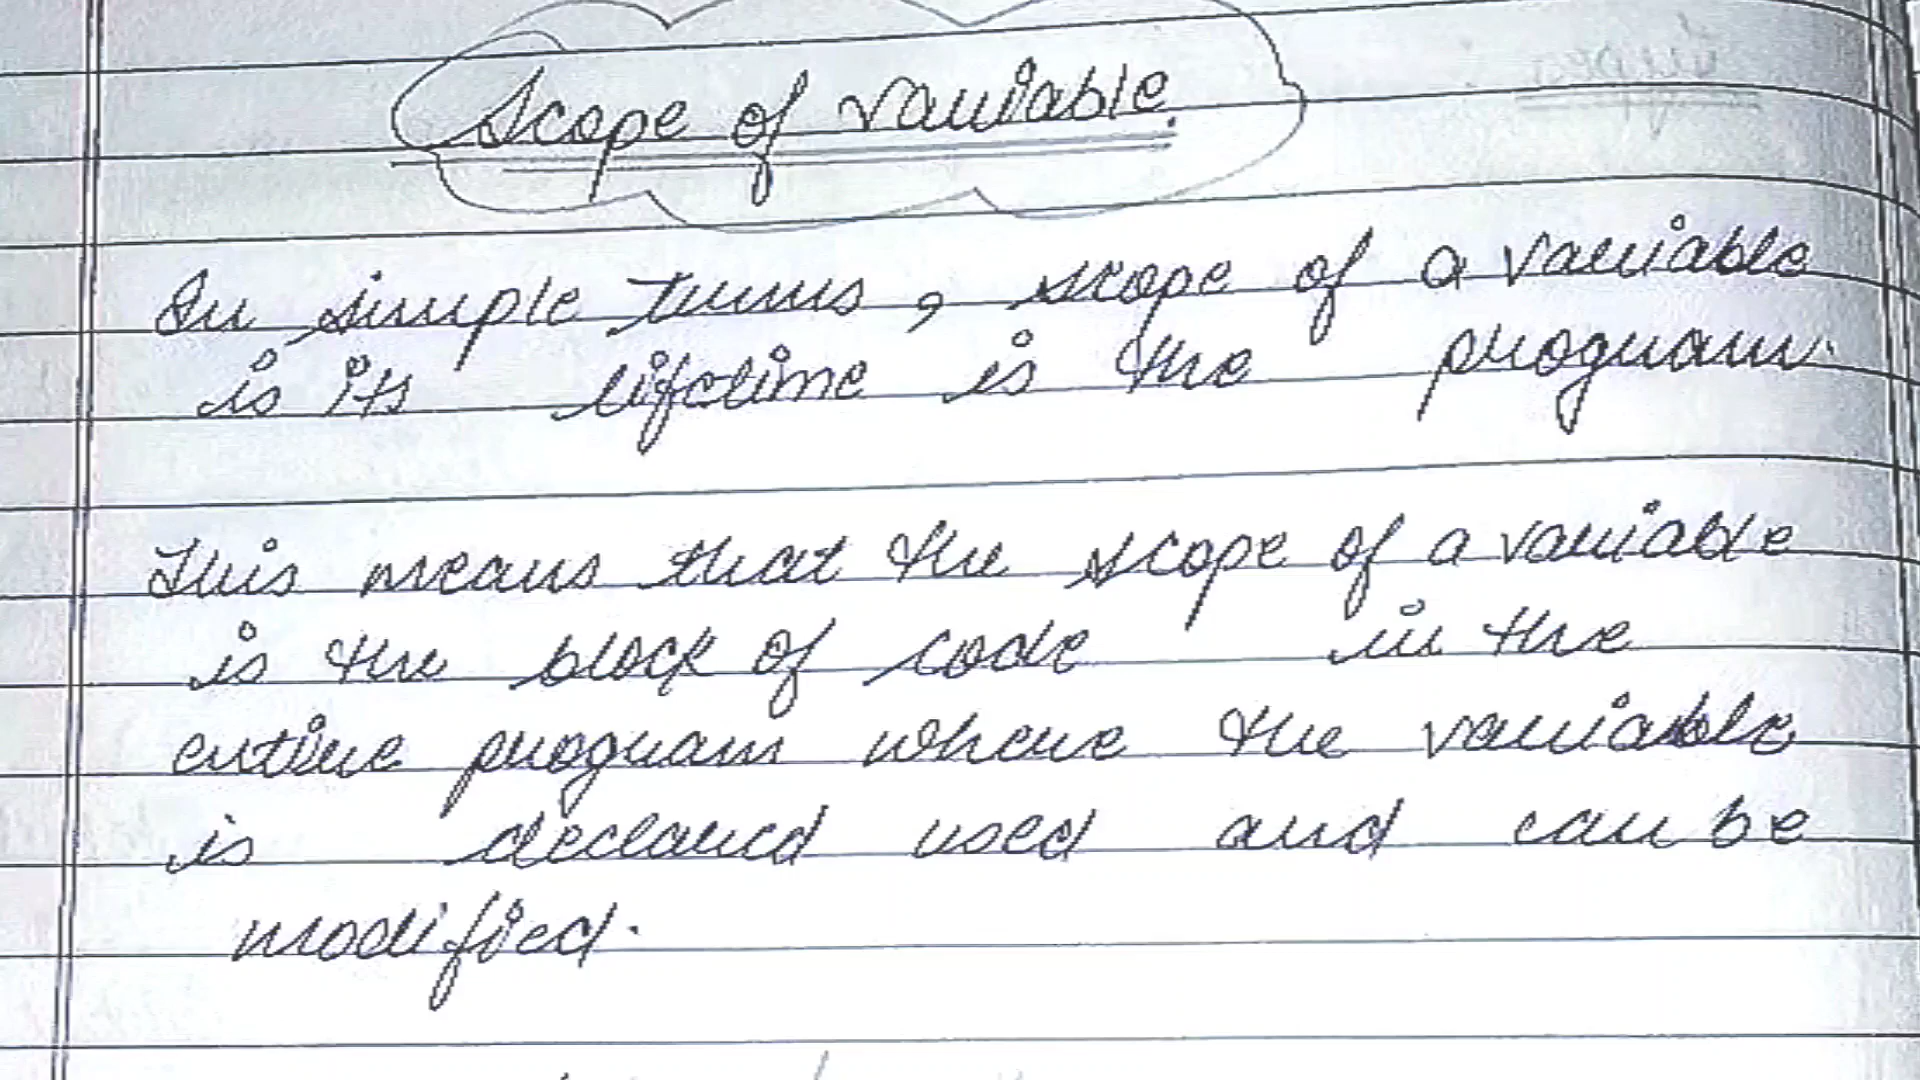 Scope of variable.
In simple terms, scope of a variable
is its lifetime is the program.
This means that the scope of a variable
is the block of code in the
entire program where the variable
is declared used and can be
modified.